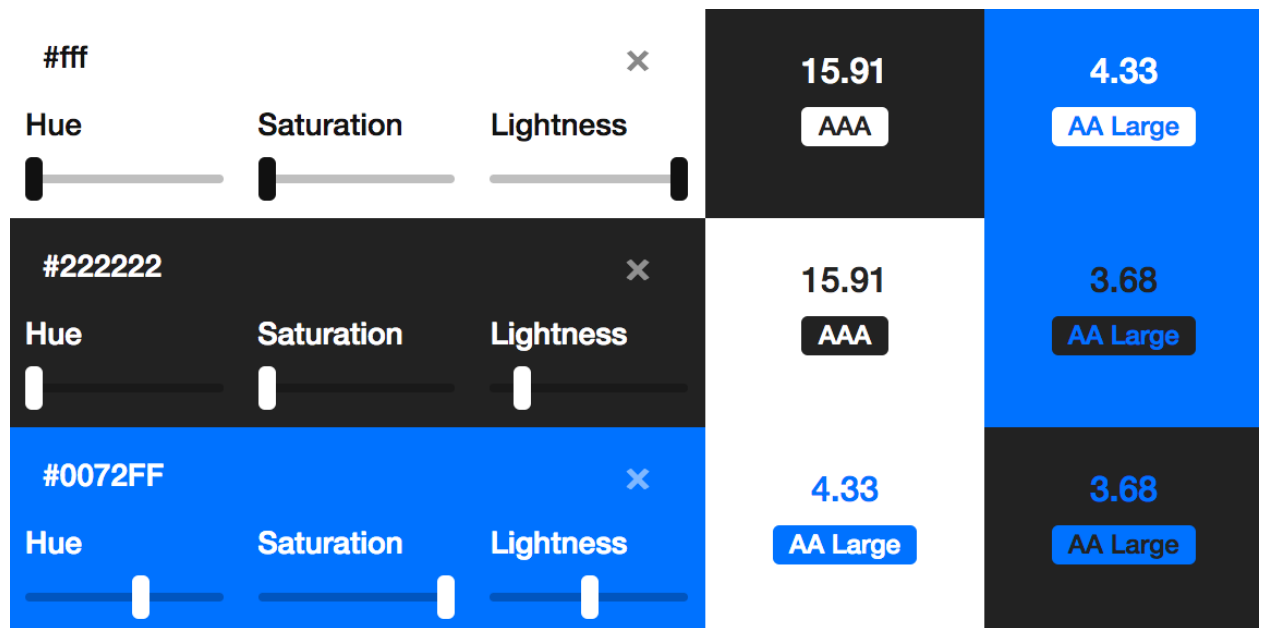 #fff ×
Hue Saturation Lightness
15.91
AAA
4.33
AA Large
#222222 ×
Hue Saturation Lightness
15.91
AAA
3.68
AA Large
#0072FF ×
Hue Saturation Lightness
4.33
AA Large
3.68
AA Large